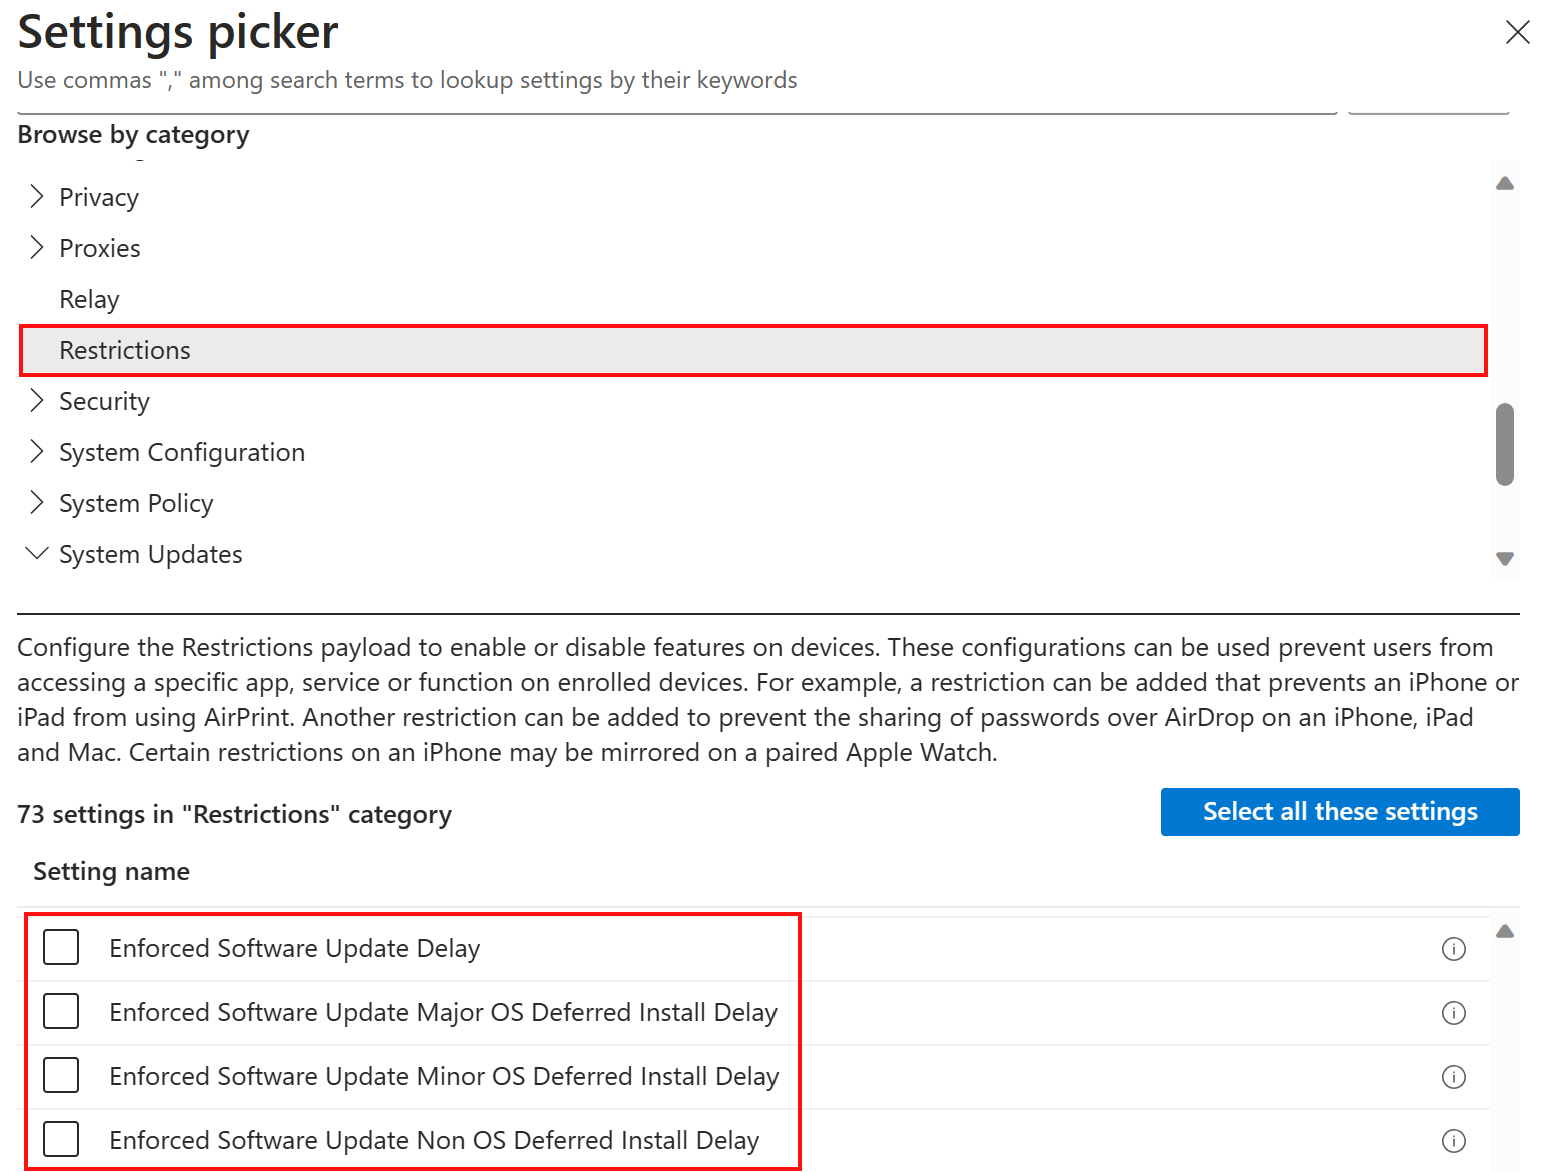 Settings picker
Use commas "," among search terms to lookup settings by their keywords
Browse by category
Privacy
Proxies
Relay
Restrictions
Security
System Configuration
System Policy
System Updates
Configure the Restrictions payload to enable or disable features on devices. These configurations can be used prevent users from
accessing a specific app, service or function on enrolled devices. For example, a restriction can be added that prevents an iPhone or
iPad from using AirPrint. Another restriction can be added to prevent the sharing of passwords over AirDrop on an iPhone, iPad
and Mac. Certain restrictions on an iPhone may be mirrored on a paired Apple Watch.
73 settings in "Restrictions" category
Select all these settings
Setting name
Enforced Software Update Delay
Enforced Software Update Major OS Deferred Install Delay
Enforced Software Update Minor OS Deferred Install Delay
Enforced Software Update Non OS Deferred Install Delay